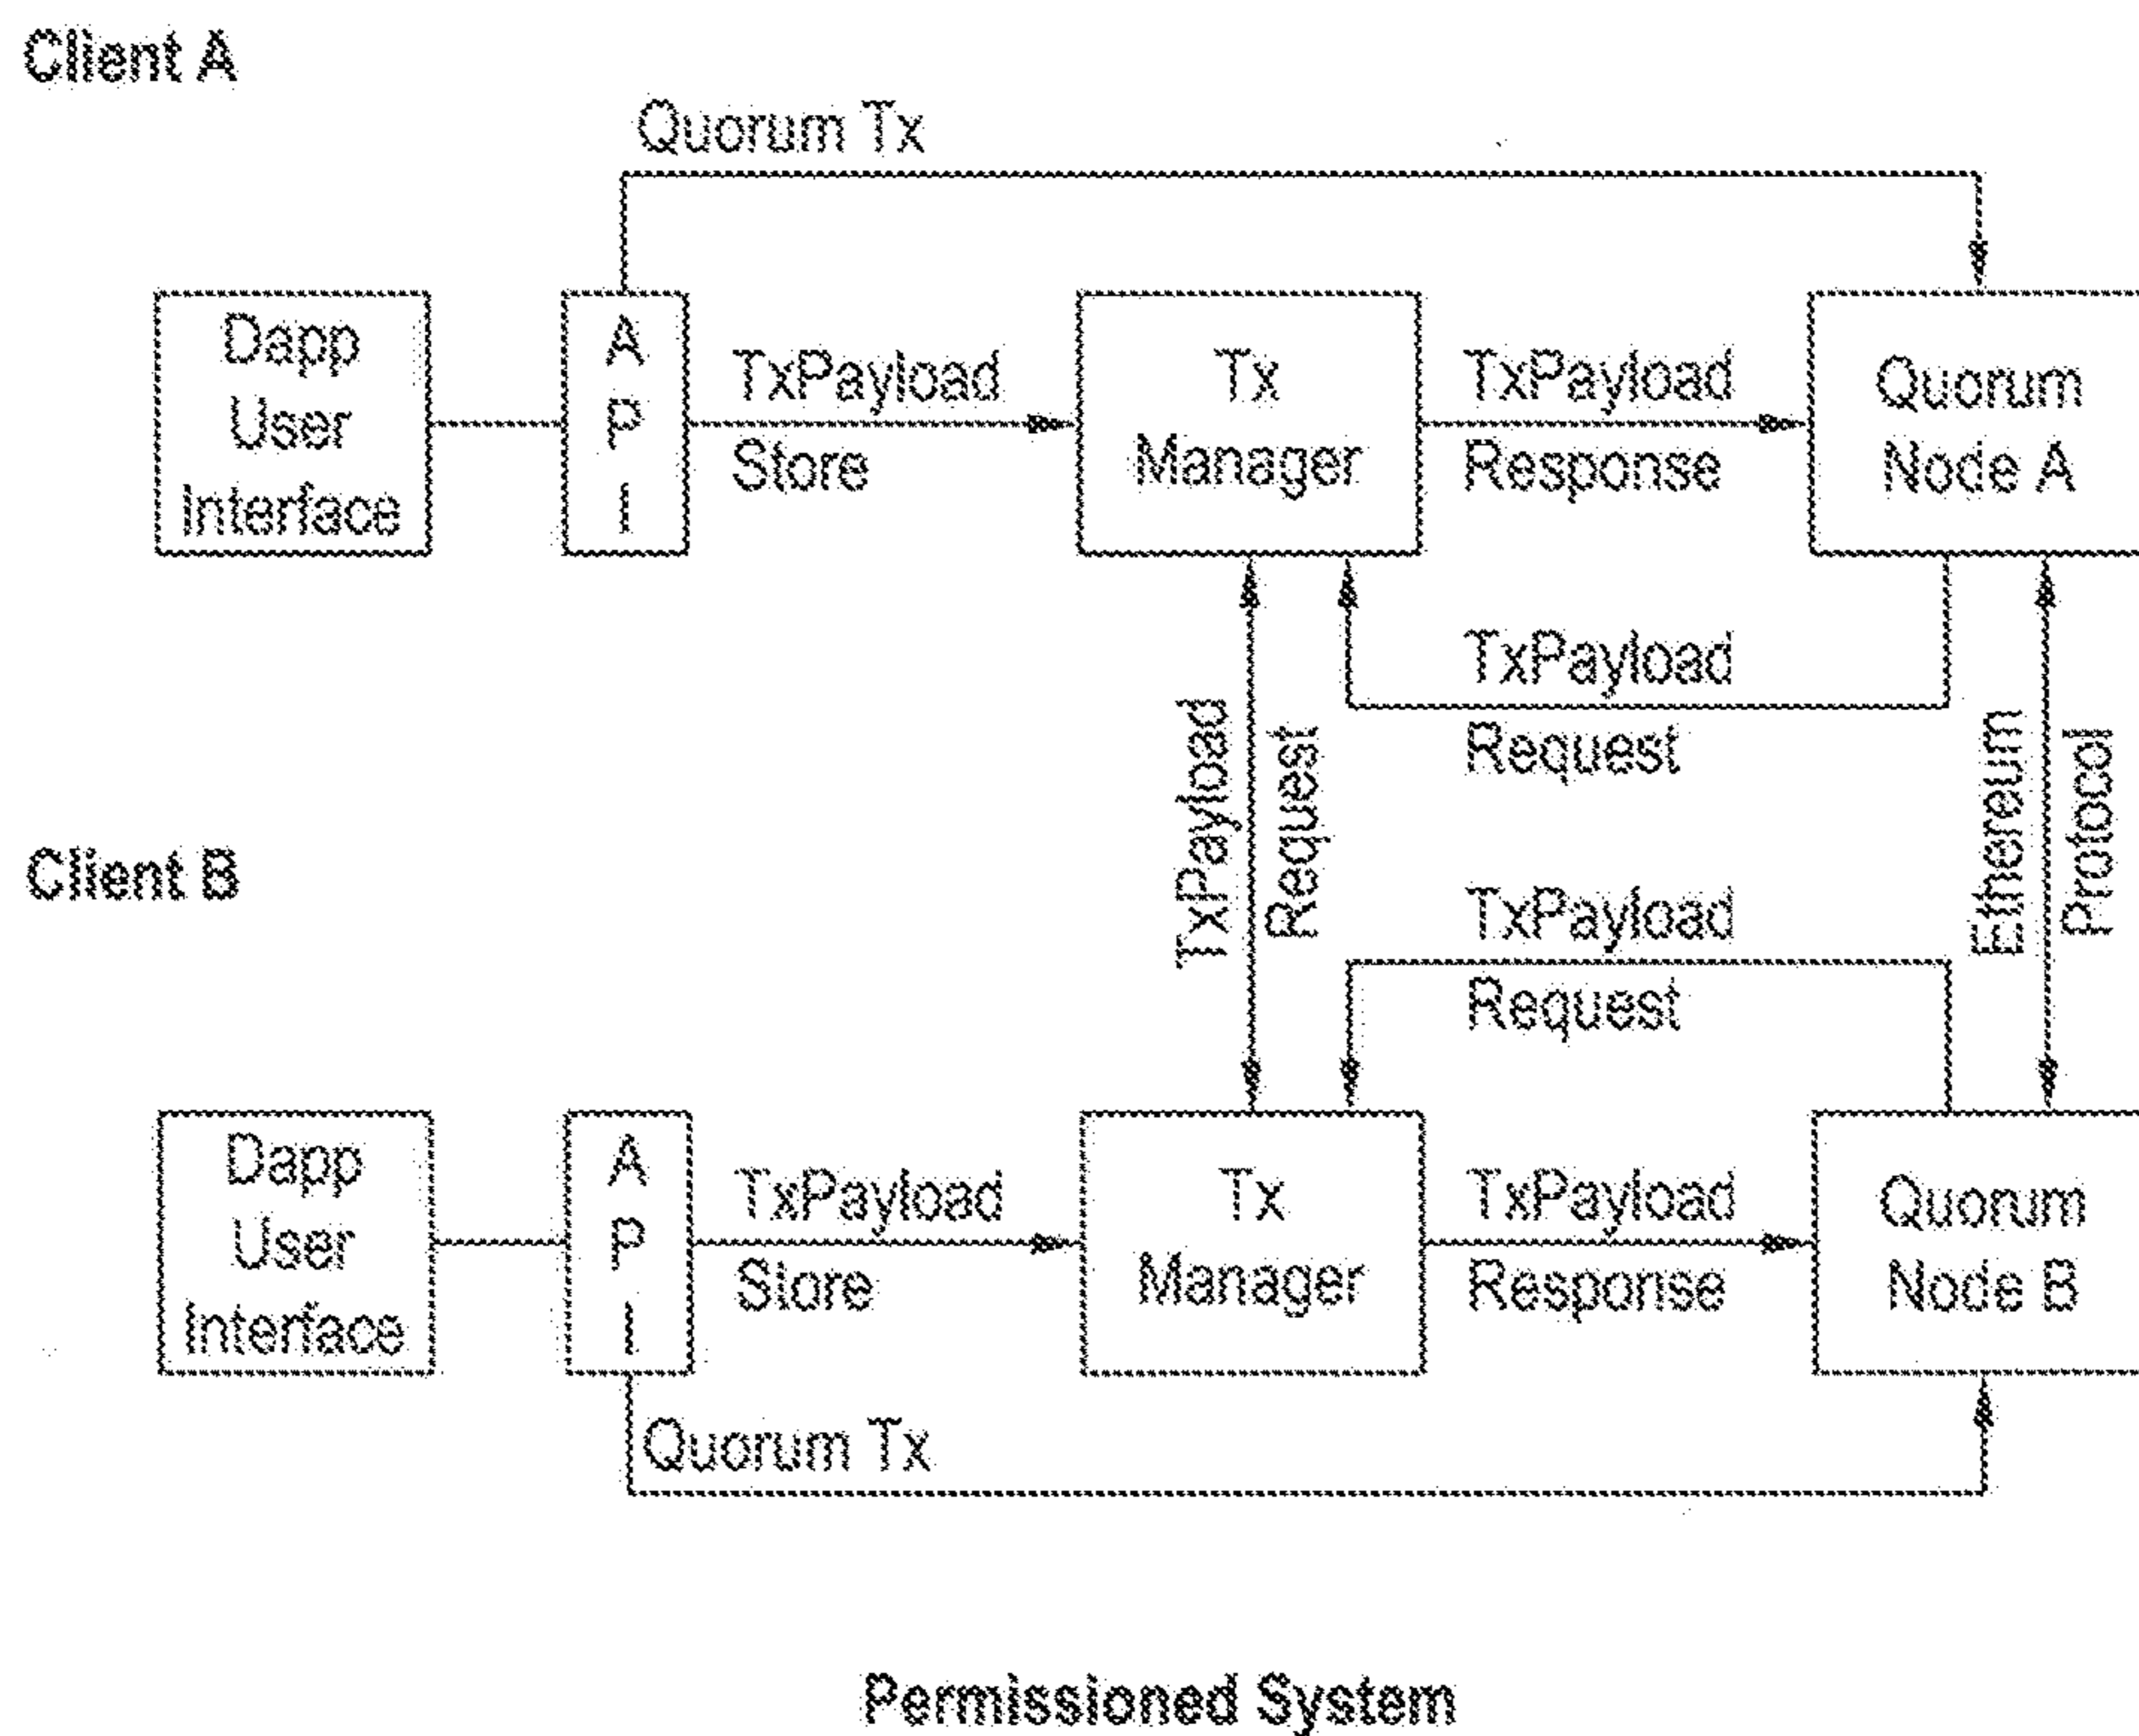 Client A
Quorum Tx
Dapp
User
Interface
A
P
I
TxPayload
Store
Tx
Manager
TxPayload
Response
Quorum
Node A
TxPayload
Request
TxPayload
Request
Ethereum
Protocol
Client B
TxPayload
Request
Dapp
User
Interface
A
P
I
TxPayload
Store
Tx
Manager
TxPayload
Response
Quorum
Node B
Quorum Tx
Permissioned System